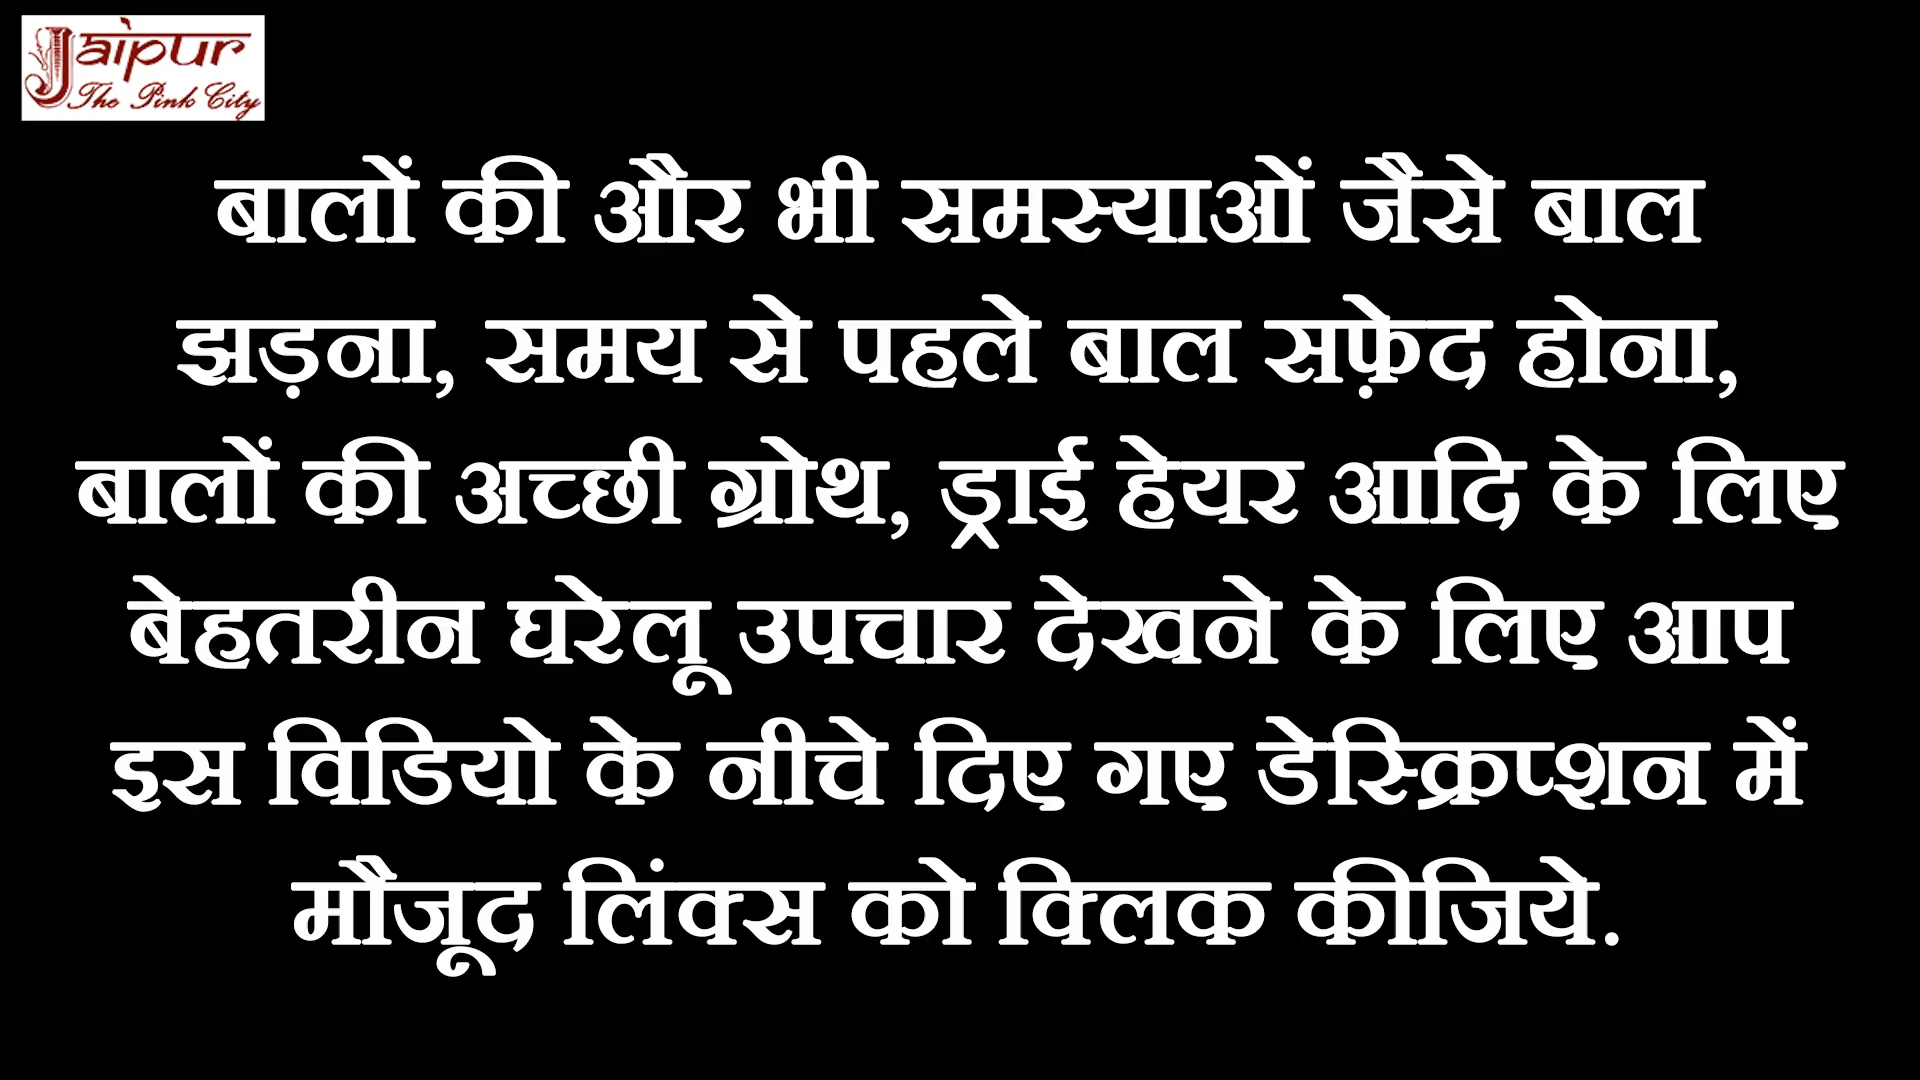 Jaipur
The Pink City
बालों की और भी समस्याओं जैसे बाल
झड़ना, समय से पहले बाल सफ़ेद होना,
बालों की अच्छी ग्रोथ, ड्राई हेयर आदि के लिए
बेहतरीन घरेलू उपचार देखने के लिए आप
इस विडियो के नीचे दिए गए डेस्क्रिप्शन में
मौजूद लिंक्स को क्लिक कीजिये.